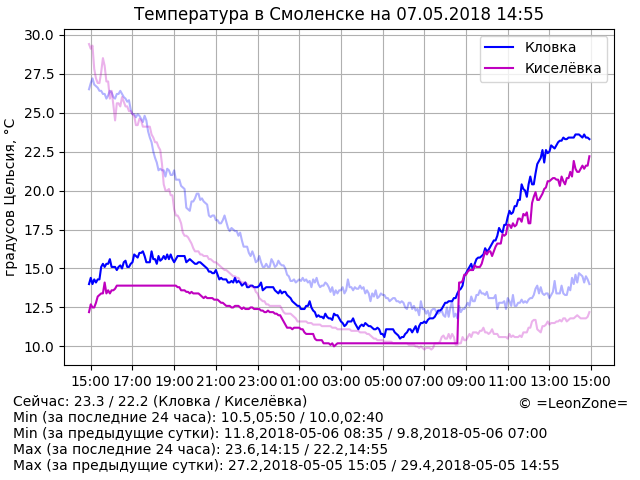 Температура в Смоленске на 07.05.2018 14:55
градусов Цельсия, °C
30.0
27.5
25.0
22.5
20.0
17.5
15.0
12.5
10.0
Кловка
Киселёвка
15:00 17:00 19:00 21:00 23:00 01:00 03:00 05:00 07:00 09:00 11:00 13:00 15:00
Сейчас: 23.3 / 22.2 (Кловка / Киселёвка)
© =LeonZone=
Min (за последние 24 часа): 10.5,05:50 / 10.0,02:40
Min (за предыдущие сутки): 11.8,2018-05-06 08:35 / 9.8,2018-05-06 07:00
Max (за последние 24 часа): 23.6,14:15 / 22.2,14:55
Max (за предыдущие сутки): 27.2,2018-05-05 15:05 / 29.4,2018-05-05 14:55